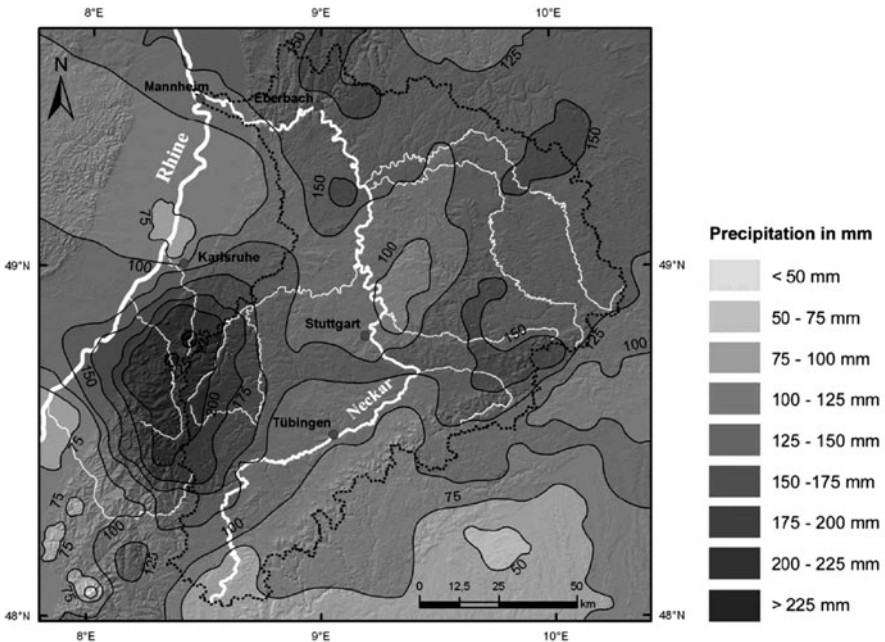 8°E 9°E 10°E
N
Mannheim
Eberbach
Rhine
Karlsruhe
Stuttgart
Tübingen
Neckar
49°N
49°N
48°N
48°N
150
125
150
150
75
100
100
150
125
100
150
175
200
75
75
75
100
125
75
100
75
50
0 12,5 25 50
km
8°E 9°E 10°E
Precipitation in mm
< 50 mm
50 - 75 mm
75 - 100 mm
100 - 125 mm
125 - 150 mm
150 -175 mm
175 - 200 mm
200 - 225 mm
> 225 mm